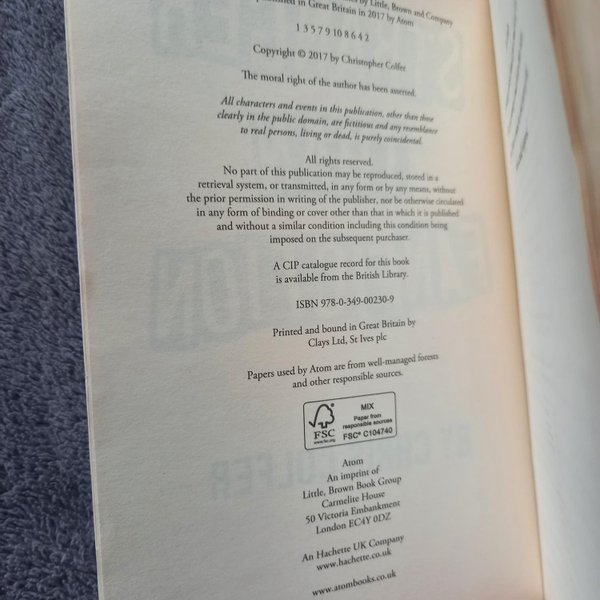 by Little, Brown and Company
published in Great Britain in 2017 by Atom
1 3 5 7 9 10 8 6 4 2
Copyright © 2017 by Christopher Colfer
The moral right of the author has been asserted.
All characters and events in this publication, other than those
clearly in the public domain, are fictitious and any resemblance
to real persons, living or dead, is purely coincidental.
All rights reserved.
No part of this publication may be reproduced, stored in a
retrieval system, or transmitted, in any form or by any means, without
the prior permission in writing of the publisher, nor be otherwise circulated
in any form of binding or cover other than that in which it is published
and without a similar condition including this condition being
imposed on the subsequent purchaser.
A CIP catalogue record for this book
is available from the British Library.
ISBN 978-0-349-00230-9
Printed and bound in Great Britain by
Clays Ltd, St Ives plc
Papers used by Atom are from well-managed forests
and other responsible sources.
FSC
www.fsc.org
MIX
Paper from
responsible sources
FSC® C104740
Atom
An imprint of
Little, Brown Book Group
Carmelite House
50 Victoria Embankment
London EC4Y 0DZ
An Hachette UK Company
www.hachette.co.uk
www.atombooks.co.uk